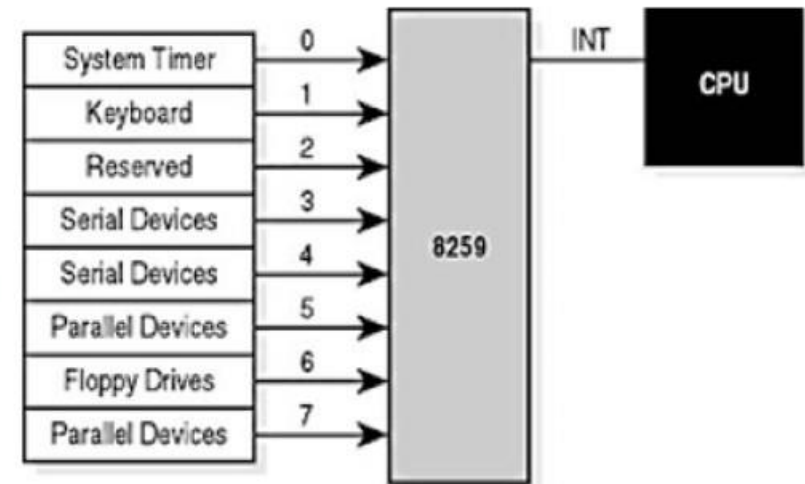 System Timer
0
INT
CPU
Keyboard
1
Reserved
2
Serial Devices
3
8259
Serial Devices
4
Parallel Devices
5
Floppy Drives
6
Parallel Devices
7